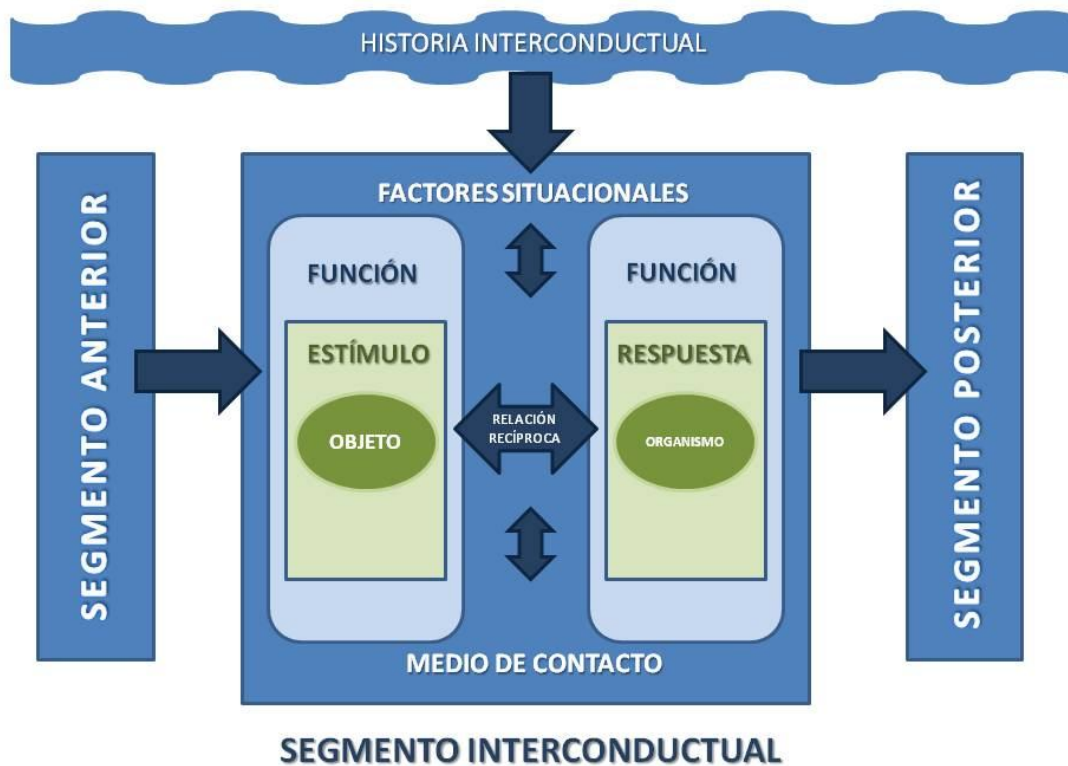 HISTORIA INTERCONDUCTUAL
SEGMENTO ANTERIOR
FACTORES SITUACIONALES
FUNCIÓN
ESTÍMULO
OBJETO
RELACIÓN
RECÍPROCA
FUNCIÓN
RESPUESTA
ORGANISMO
MEDIO DE CONTACTO
SEGMENTO POSTERIOR
SEGMENTO INTERCONDUCTUAL